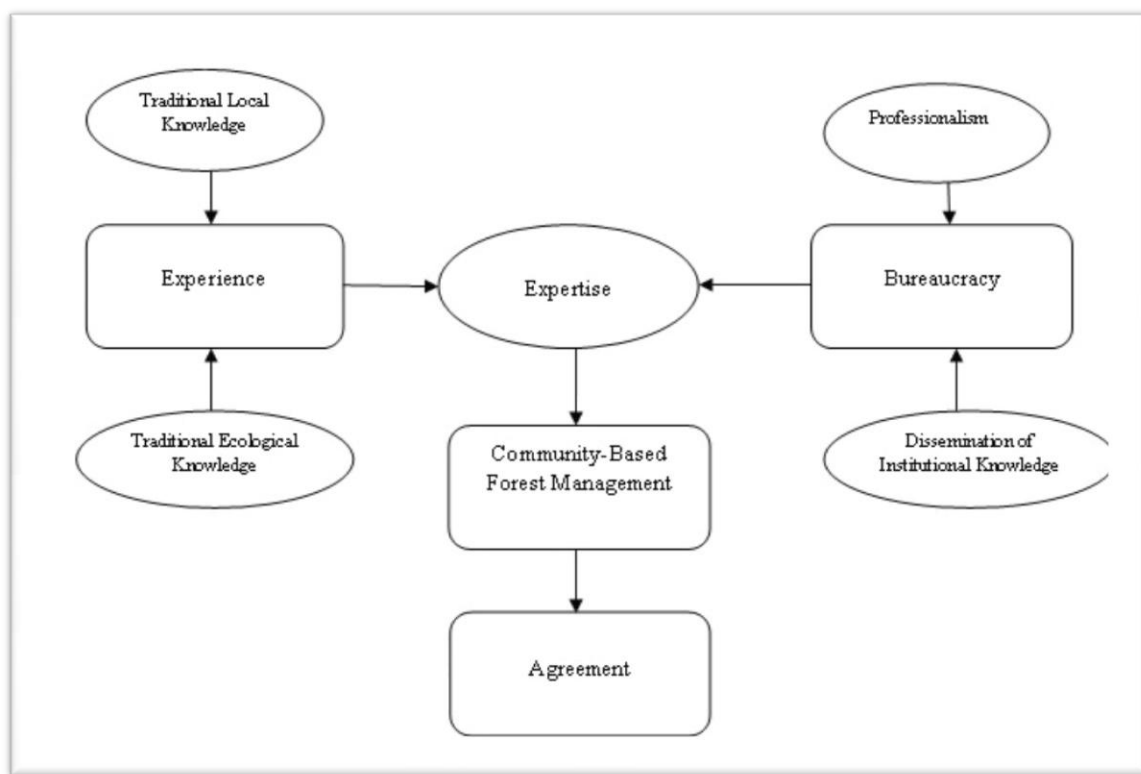 Traditional Local
Knowledge
Professionalism
Experience
Expertise
Bureaucracy
Traditional Ecological
Knowledge
Community-Based
Forest Management
Dissemination of
Institutional Knowledge
Agreement